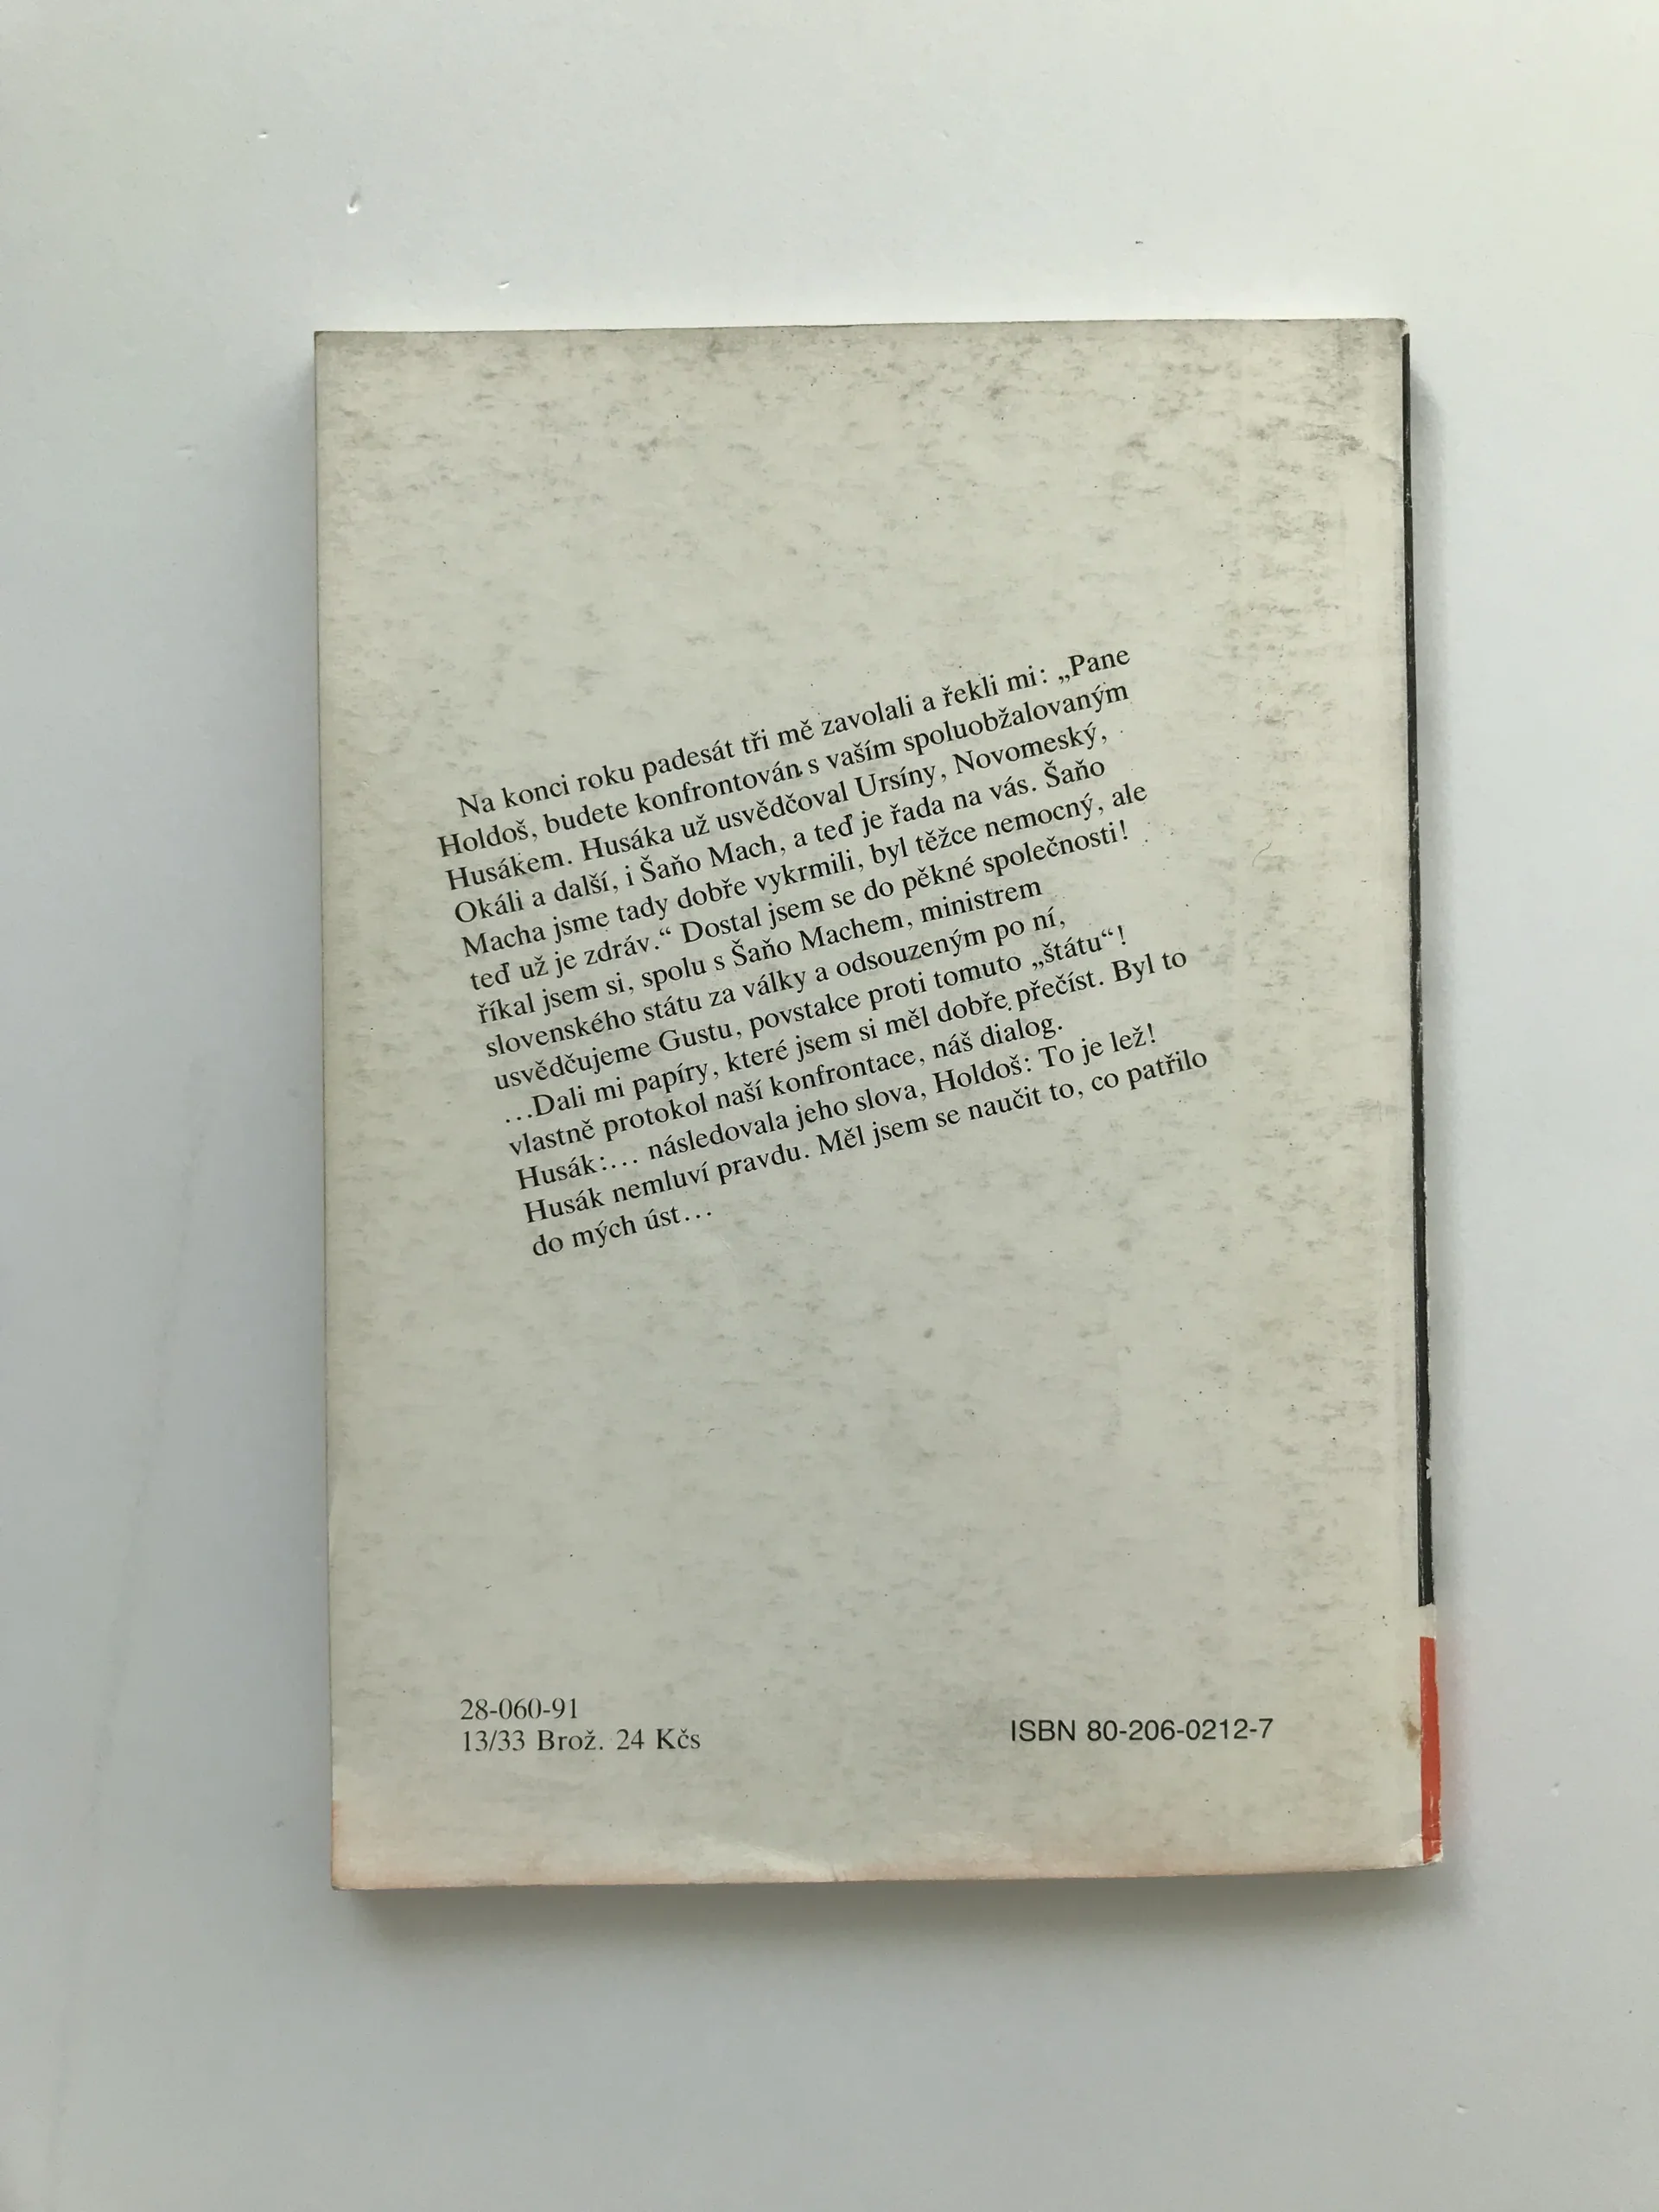 Na konci roku padesát tři mě zavolali a řekli mi: „Pane
Holdoš, budete konfrontován s vaším spoluobžalovaným
Husákem. Husáka už usvědčoval Ursíny, Novomeský,
Okáli a další, i Šaňo Mach, a teď je řada na vás. Šaňo
Macha jsme tady dobře vykrmili, byl těžce nemocný, ale
teď už je zdráv.“ Dostal jsem se do pěkné společnosti!
říkal jsem si, spolu s Šaňo Machem, ministrem
slovenského státu za války a odsouzeným po ní,
usvědčujeme Gustu, povstalce proti tomuto „štátu“!
...Dali mi papíry, které jsem si měl dobře přečíst. Byl to
vlastně protokol naší konfrontace, náš dialog.
Husák:... následovala jeho slova, Holdoš: To je lež!
Husák nemluví pravdu. Měl jsem se naučit to, co patřilo
do mých úst...
28-060-91
13/33 Brož. 24 Kčs
ISBN 80-206-0212-7